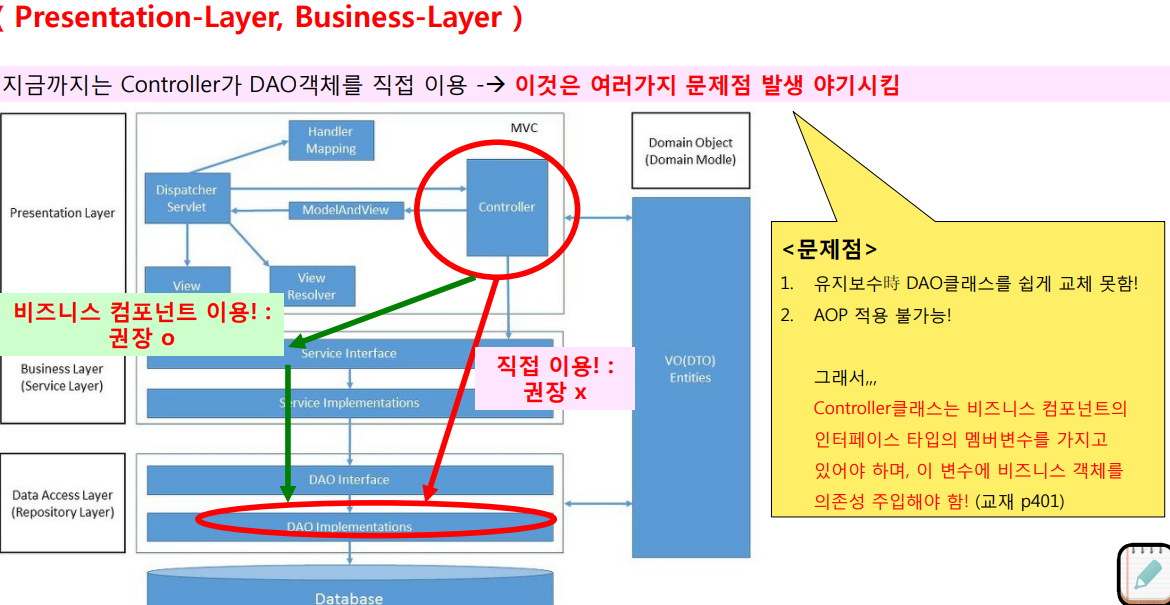 ( Presentation-Layer, Business-Layer )
지금까지는 Controller가 DAO객체를 직접 이용 -→ 이것은 여러가지 문제점 발생 야기시킴
MVC
Handler
Mapping
Dispatcher
Servlet
ModelAndView
Controller
View
View
Resolver
Presentation Layer
Domain Object
(Domain Modle)
비즈니스 컴포넌트 이용! :
권장 o
직접 이용! :
권장 x
Business Layer
(Service Layer)
Service Interface
Service Implementations
VO(DTO)
Entities
Data Access Layer
(Repository Layer)
DAO Interface
DAO Implementations
Database
<문제점>
1. 유지보수時 DAO클래스를 쉽게 교체 못함!
2. AOP 적용 불가능!
그래서,,,
Controller클래스는 비즈니스 컴포넌트의
인터페이스 타입의 멤버변수를 가지고
있어야 하며, 이 변수에 비즈니스 객체를
의존성 주입해야 함! (교재 p401)